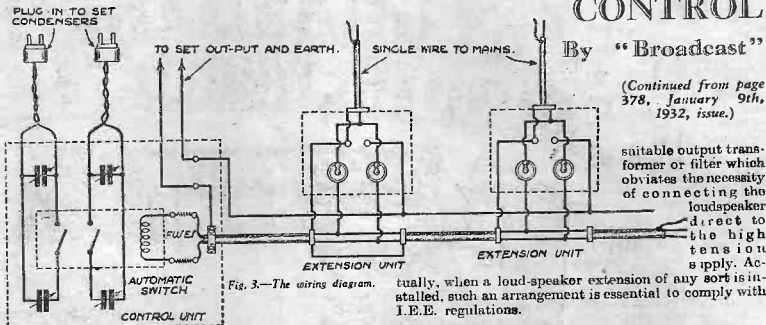 PLUG-IN TO SET
CONDENSERS
TO SET OUT-PUT AND EARTH.
SINGLE WIRE TO MAINS.
FUSES
AUTOMATIC
SWITCH
CONTROL UNIT
EXTENSION UNIT
EXTENSION UNIT
Fig. 3.—The wiring diagram.
CONTROL
By "Broadcast"
(Continued from page
378, January 9th,
1932, issue.)
suitable output trans-
former or filter which
obviates the necessity
of connecting the
loudspeaker
direct to
the high
tension
supply. Ac-
tually, when a loud-speaker extension of any sort is in-
stalled, such an arrangement is essential to comply with
I.E.E. regulations.